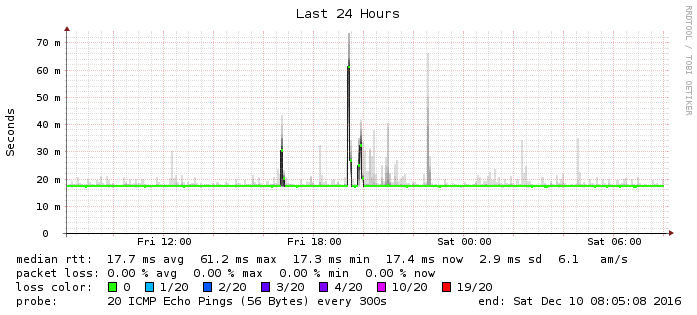 Last 24 Hours
RRDTOOL / TOBI OETIKER
Seconds
70 m
60 m
50 m
40 m
30 m
20 m
10 m
0
Fri 12:00 Fri 18:00 Sat 00:00 Sat 06:00
median rtt: 17.7 ms avg 61.2 ms max 17.3 ms min 17.4 ms now 2.9 ms sd 6.1 am/s
packet loss: 0.00 % avg 0.00 % max 0.00 % min 0.00 % now
loss color: 0 1/20 2/20 3/20 4/20 10/20 19/20
probe: 20 ICMP Echo Pings (56 Bytes) every 300s end: Sat Dec 10 08:05:08 2016